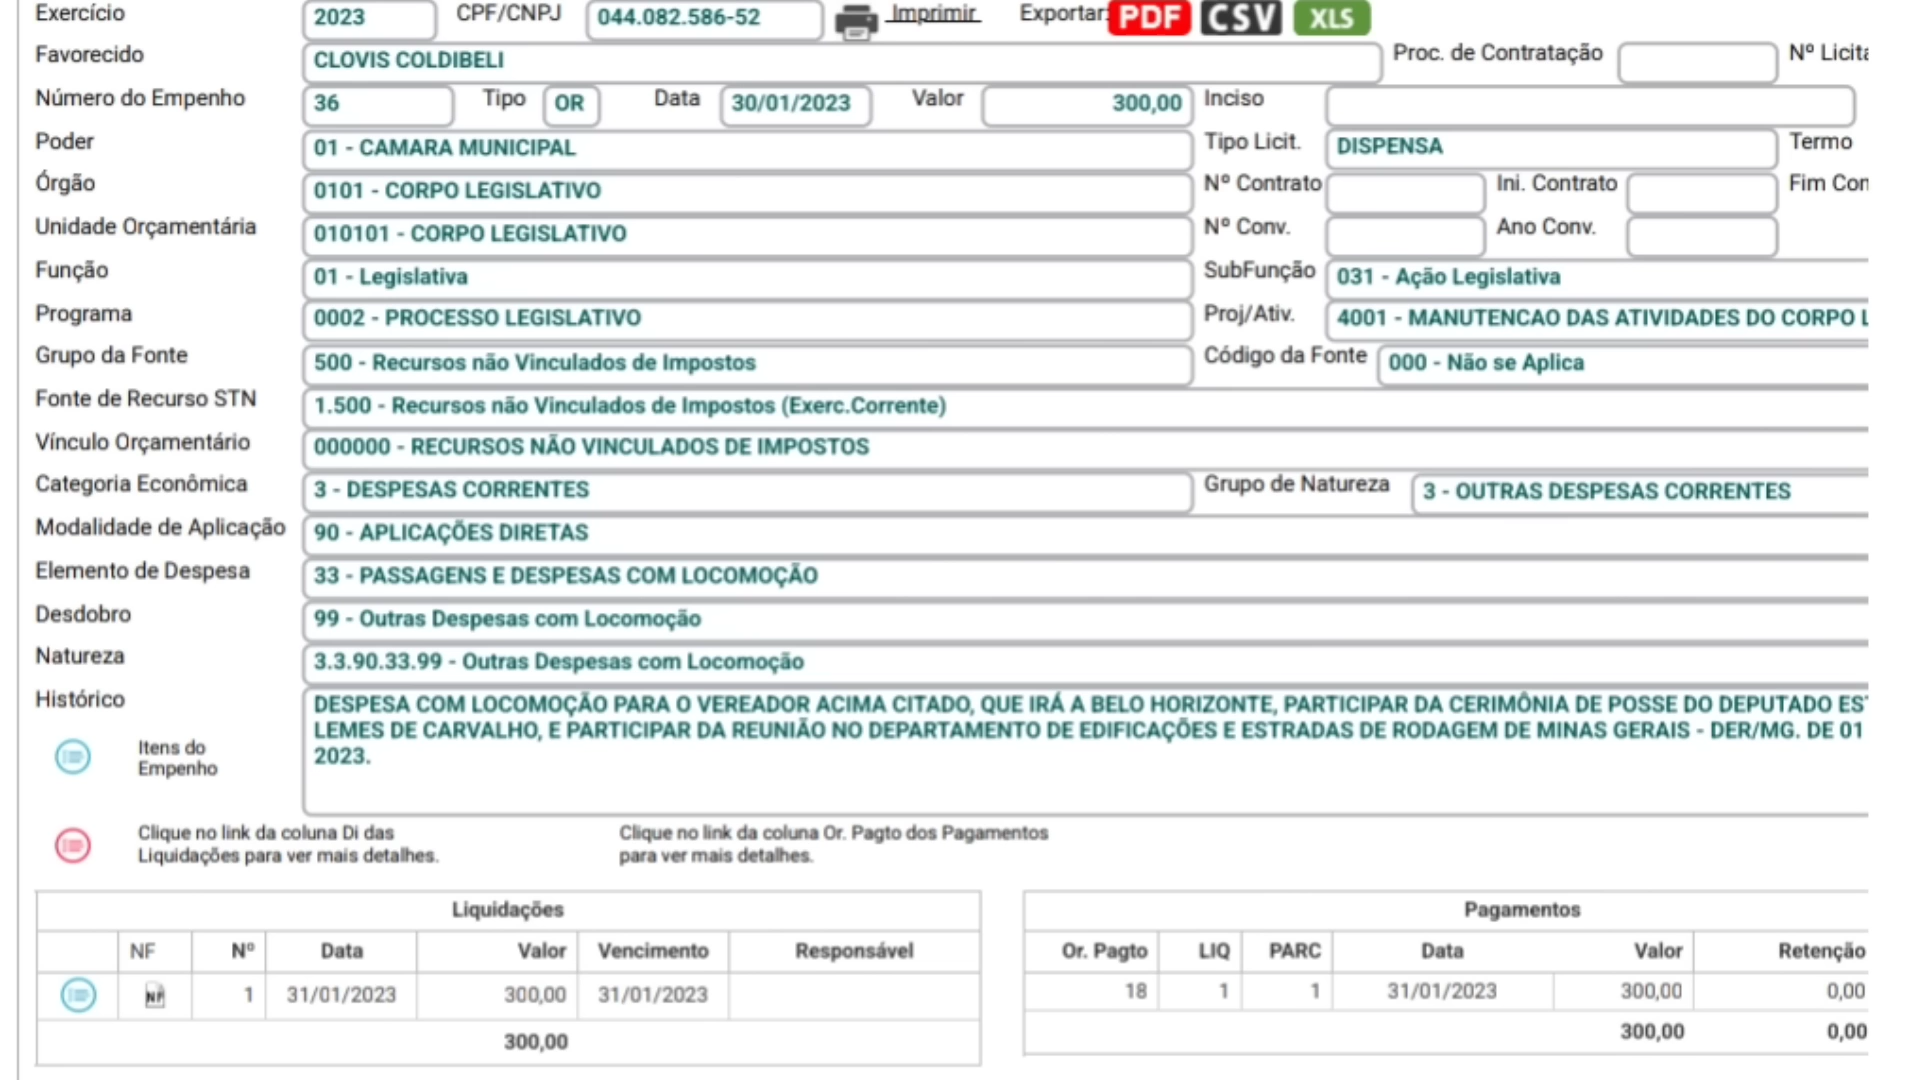 Exercício 2023 CPF/CNPJ 044.082.586-52 Imprimir Exportar: PDF CSV XLS
Favorecido CLOVIS COLDIBELI Proc. de Contratação Nº Licita
Número do Empenho 36 Tipo OR Data 30/01/2023 Valor 300,00 Inciso
Poder 01 - CAMARA MUNICIPAL Tipo Licit. DISPENSA Termo
Órgão 0101 - CORPO LEGISLATIVO Nº Contrato Ini. Contrato Fim Con
Unidade Orçamentária 010101 - CORPO LEGISLATIVO Nº Conv. Ano Conv.
Função 01 - Legislativa SubFunção 031 - Ação Legislativa
Programa 0002 - PROCESSO LEGISLATIVO Proj/Ativ. 4001 - MANUTENCAO DAS ATIVIDADES DO CORPO L
Grupo da Fonte 500 - Recursos não Vinculados de Impostos Código da Fonte 000 - Não se Aplica
Fonte de Recurso STN 1.500 - Recursos não Vinculados de Impostos (Exerc.Corrente)
Vínculo Orçamentário 000000 - RECURSOS NÃO VINCULADOS DE IMPOSTOS
Categoria Econômica 3 - DESPESAS CORRENTES Grupo de Natureza 3 - OUTRAS DESPESAS CORRENTES
Modalidade de Aplicação 90 - APLICAÇÕES DIRETAS
Elemento de Despesa 33 - PASSAGENS E DESPESAS COM LOCOMOÇÃO
Desdobro 99 - Outras Despesas com Locomoção
Natureza 3.3.90.33.99 - Outras Despesas com Locomoção
Histórico DESPESA COM LOCOMOÇÃO PARA O VEREADOR ACIMA CITADO, QUE IRÁ A BELO HORIZONTE, PARTICIPAR DA CERIMÔNIA DE POSSE DO DEPUTADO EST
LEMES DE CARVALHO, E PARTICIPAR DA REUNIÃO NO DEPARTAMENTO DE EDIFICAÇÕES E ESTRADAS DE RODAGEM DE MINAS GERAIS - DER/MG. DE 01
2023.
Itens do
Empenho
Clique no link da coluna Di das
Liquidações para ver mais detalhes.
Clique no link da coluna Or. Pagto dos Pagamentos
para ver mais detalhes.
Liquidações
NF Nº Data Valor Vencimento Responsável
NF 1 31/01/2023 300,00 31/01/2023
300,00
Pagamentos
Or. Pagto LIQ PARC Data Valor Retenção
18 1 1 31/01/2023 300,00 0,00
300,00 0,00